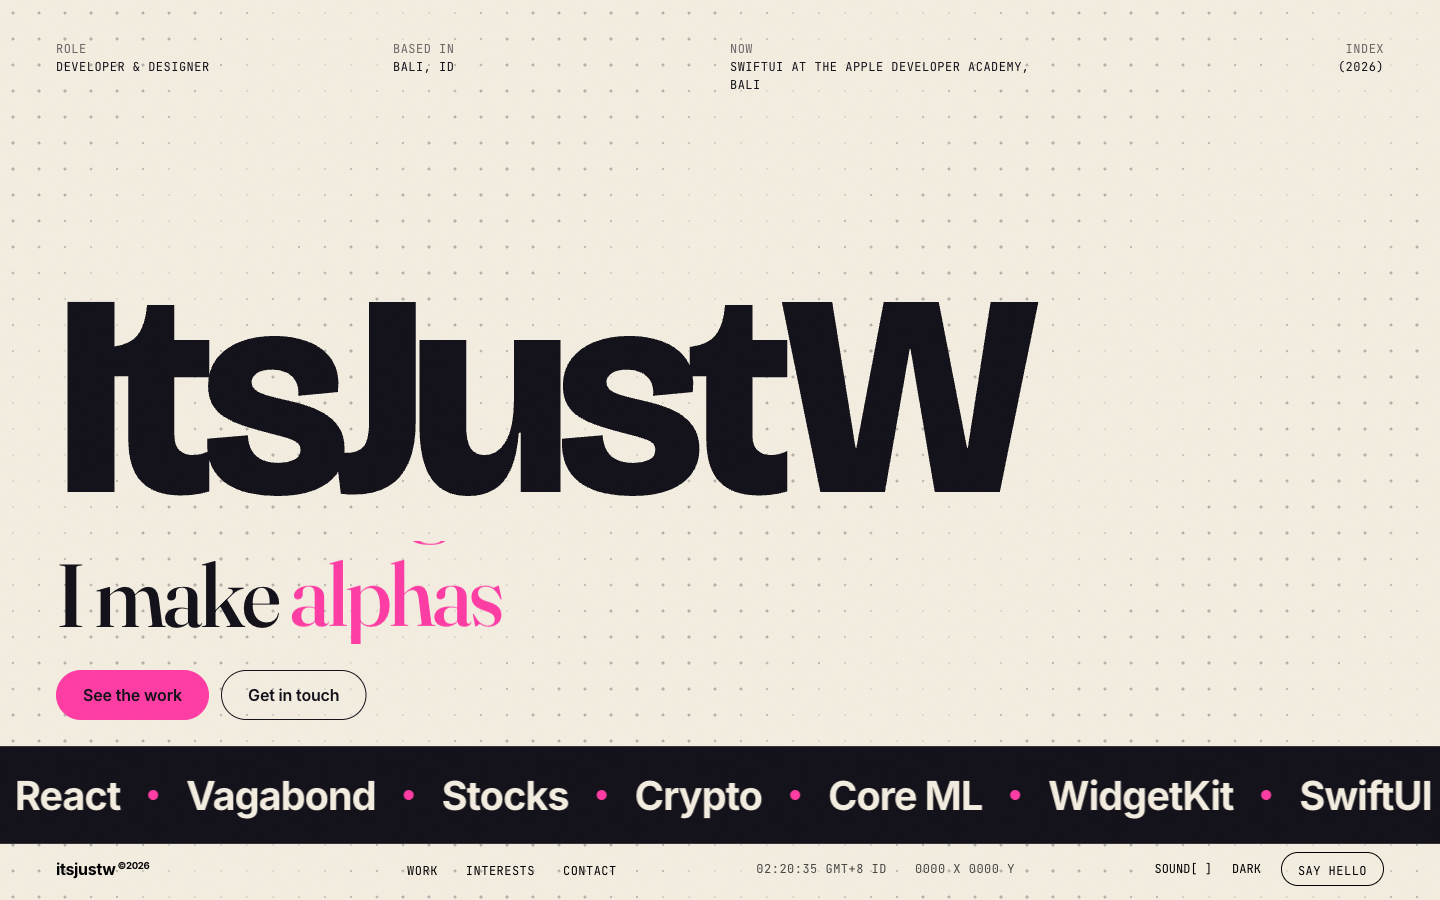 ROLE
DEVELOPER & DESIGNER
BASED IN
BALI, ID
NOW
SWIFTUI AT THE APPLE DEVELOPER ACADEMY,
BALI
INDEX
(2026)
ItsJustW
I make alphas
See the work
Get in touch
React • Vagabond • Stocks • Crypto • Core ML • WidgetKit • SwiftUI
itsjustw ©2026
WORK INTERESTS CONTACT
02:20:35 GMT+8 ID 0000 X 0000 Y
SOUND[ ] DARK SAY HELLO